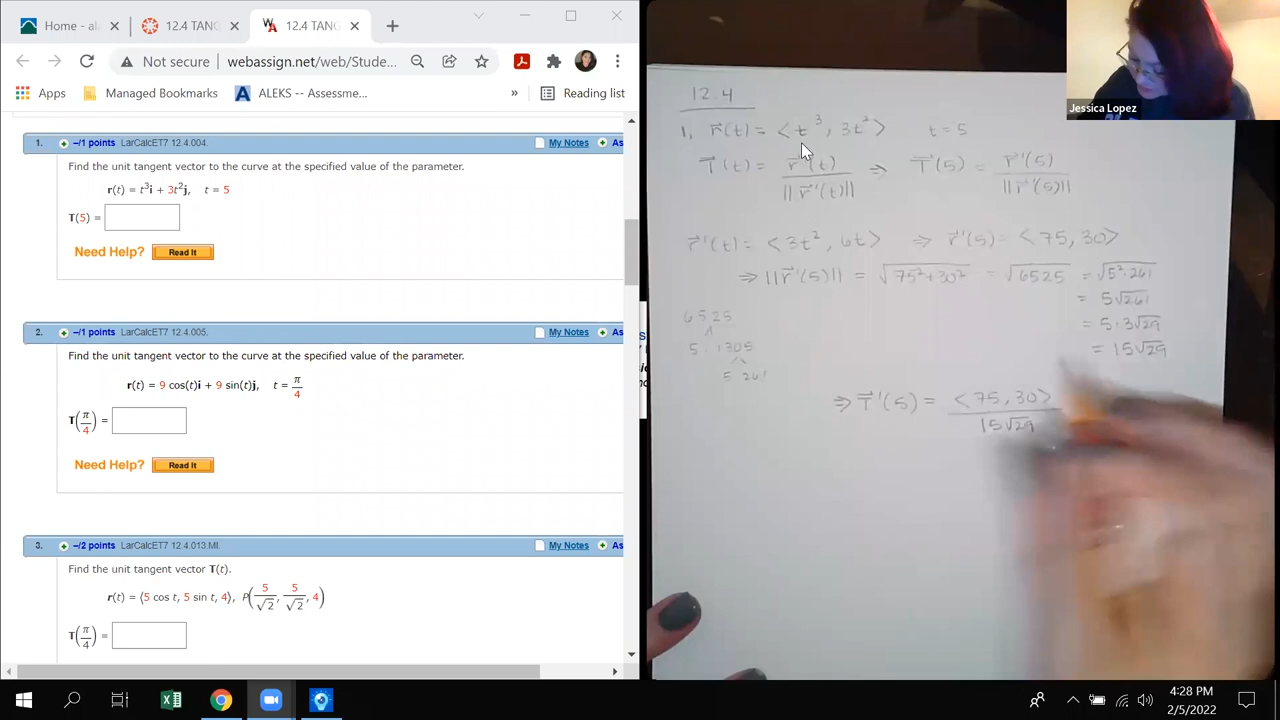 Home - al
12.4 TANG
12.4 TANG
Not secure
webassign.net/web/Stude...
Apps
Managed Bookmarks
ALEKS -- Assessme...
»
Reading list
1. –/1 points LarCalcET7 12.4.004. My Notes As
Find the unit tangent vector to the curve at the specified value of the parameter.
r(t) = t³i + 3t²j, t = 5
T(5) =
Need Help? Read It
2. –/1 points LarCalcET7 12.4.005. My Notes As
Find the unit tangent vector to the curve at the specified value of the parameter.
r(t) = 9 cos(t)i + 9 sin(t)j, t = π/4
T(π/4) =
Need Help? Read It
3. –/2 points LarCalcET7 12.4.013.MI. My Notes As
Find the unit tangent vector T(t).
r(t) = ⟨5 cos t, 5 sin t, 4⟩, P(5/√2, 5/√2, 4)
T(π/4) =
Jessica Lopez
12.4
1. r⃗(t) = <t³, 3t²> t = 5
T⃗(t) = r⃗'(t)/||r⃗'(t)|| ⇒ T⃗(5) = r⃗'(5)/||r⃗'(5)||
r⃗'(t) = <3t², 6t> ⇒ r⃗'(5) = <75, 30>
⇒ ||r⃗'(5)|| = √75²+30² = √6525 = √5²·261
= 5√261
= 5·3√29
= 15√29
6525
5 · 1305
5 261
⇒ T⃗'(5) = <75, 30>/15√29
4:28 PM
2/5/2022